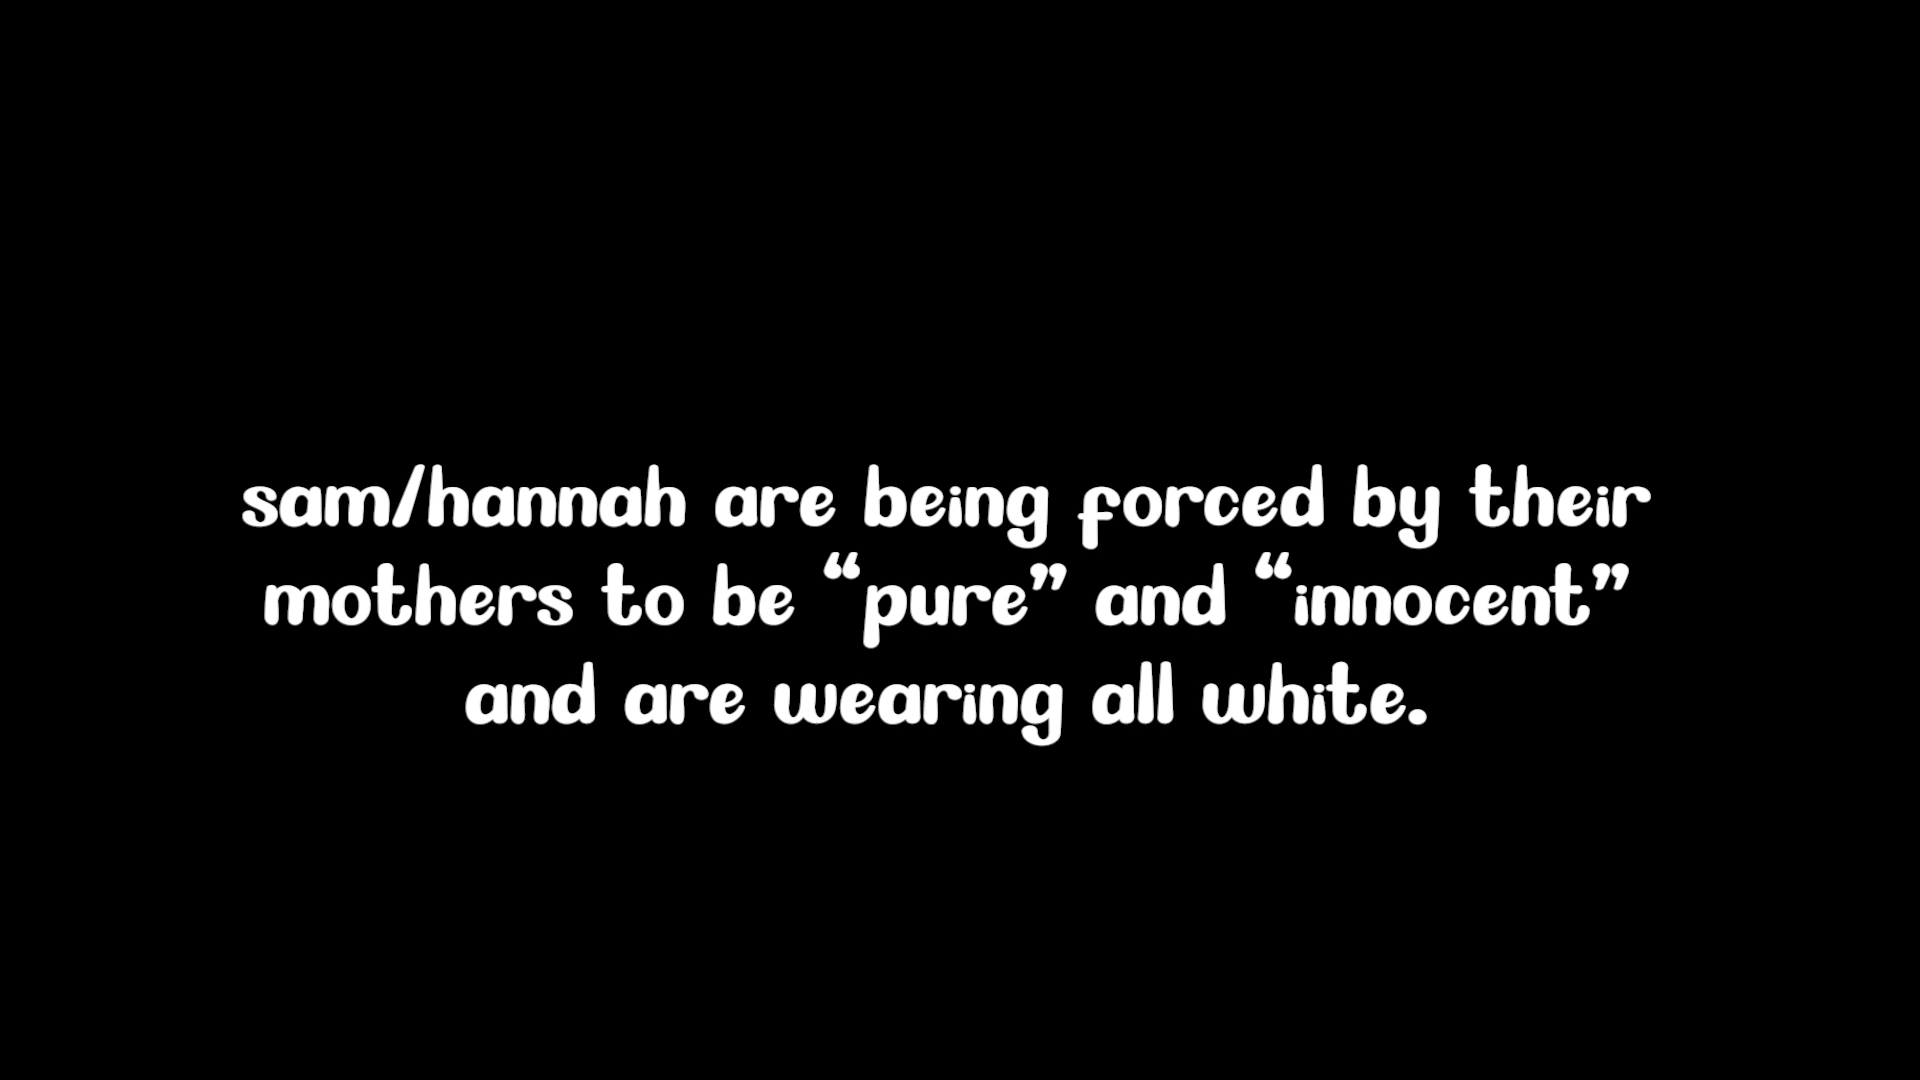 sam/hannah are being forced by their
mothers to be “pure” and “innocent”
and are wearing all white.